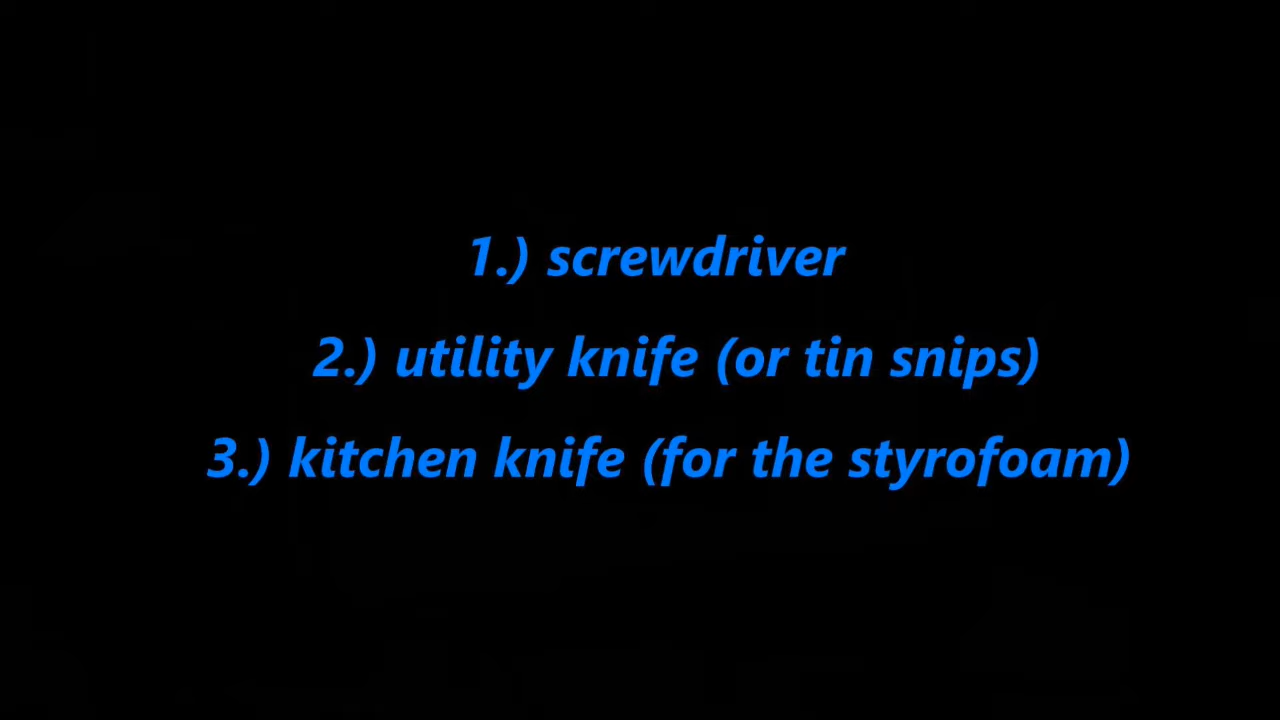 1.) screwdriver
2.) utility knife (or tin snips)
3.) kitchen knife (for the styrofoam)